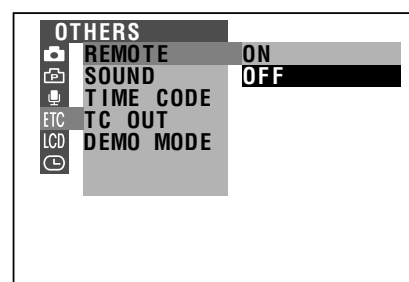 OTHERS
REMOTE ON
SOUND OFF
TIME CODE
ETC TC OUT
LCD DEMO MODE